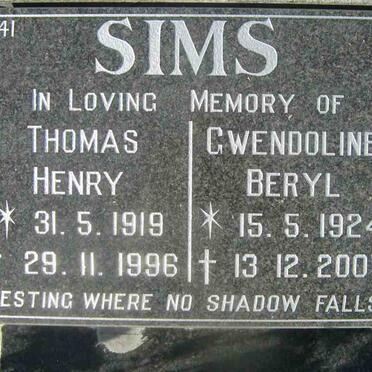 41
SIMS
IN LOVING MEMORY OF
THOMAS HENRY
* 31.5.1919
29.11.1996
GWENDOLINE BERYL
* 15.5.1924
† 13.12.200
RESTING WHERE NO SHADOW FALLS